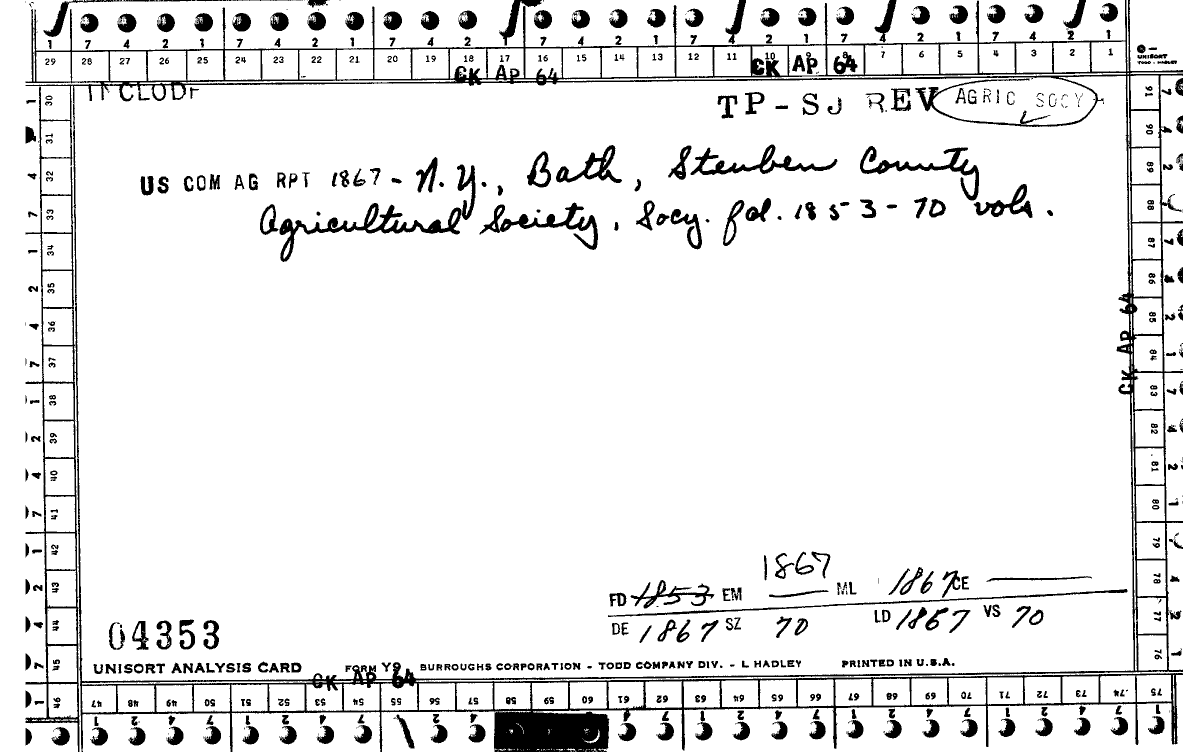 7 4 2 1 7 4 2 1 7 4 2 1 7 4 2 1 7 4 2 1 7 4 2 1
29 28 27 26 25 24 23 22 21 20 19 18 17 16 15 14 13 12 11 10 9 8 7 6 5 4 3 2 1
UNISORT
TODD - HADLEY
CK AP 64 CK AP 64
INCLUDE TP-SJ REV AGRIC SOCY
US COM AG RPT 1867 - N.Y., Bath, Steuben County
Agricultural Society. Socy. fd. 1853 - 70 vols.
30 31 32 33 34 35 36 37 38 39 40 41 42 43 44 45 46
91 90 89 88 87 86 85 84 83 82 81 80 79 78 77 76
CK AP 64
FD 1853 EM 1867 ML 1867 CE
DE 1867 SZ 70 LD 1867 VS 70
04353
UNISORT ANALYSIS CARD FORM Y9 BURROUGHS CORPORATION - TODD COMPANY DIV. - L HADLEY PRINTED IN U.S.A.
CK AP 64
47 48 49 50 51 52 53 54 55 56 57 58 59 60 61 62 63 64 65 66 67 68 69 70 71 72 73 74 75